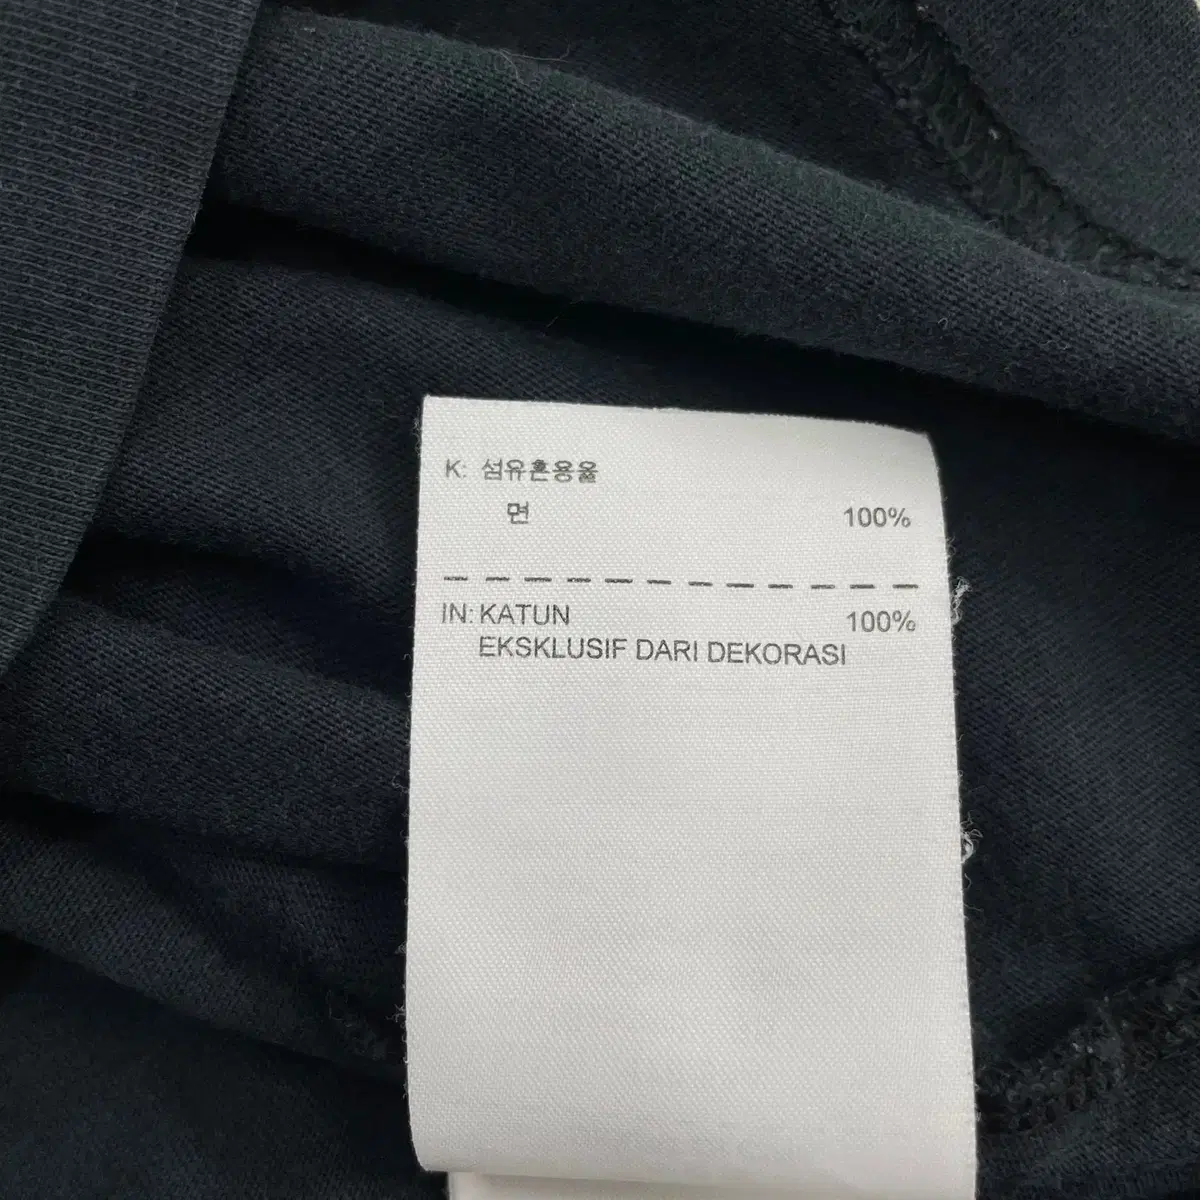 K: 섬유혼용율
면 100%
IN: KATUN 100%
EKSKLUSIF DARI DEKORASI